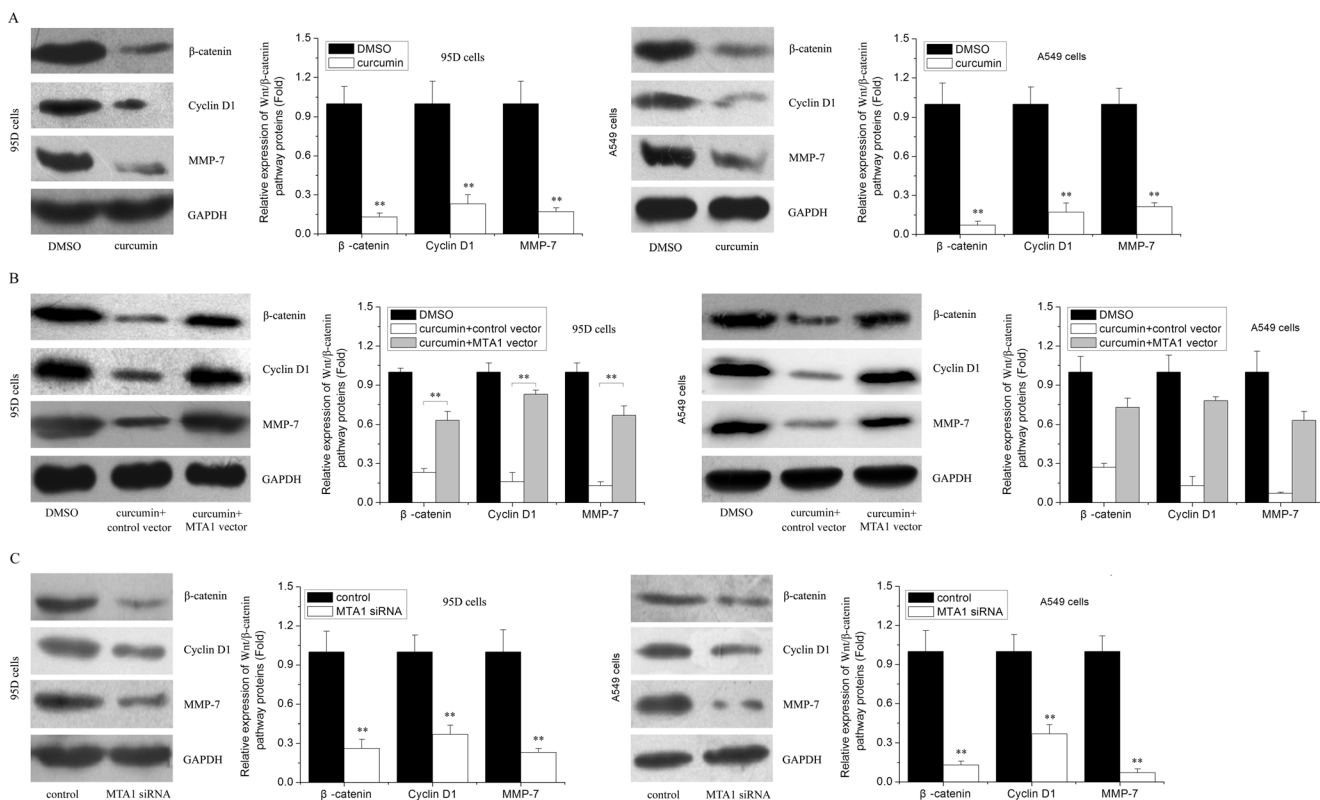 A
95D cells
β-catenin
Cyclin D1
MMP-7
GAPDH
DMSO curcumin
Relative expression of Wnt/β-catenin
pathway proteins (Fold)
1.5
1.2
0.9
0.6
0.3
0.0
DMSO
curcumin
95D cells
** ** **
β -catenin Cyclin D1 MMP-7
A549 cells
β-catenin
Cyclin D1
MMP-7
GAPDH
DMSO curcumin
Relative expression of Wnt/β-catenin
pathway proteins (Fold)
1.5
1.2
0.9
0.6
0.3
0.0
DMSO
curcumin
A549 cells
** ** **
β -catenin Cyclin D1 MMP-7
B
95D cells
β-catenin
Cyclin D1
MMP-7
GAPDH
DMSO curcumin+ curcumin+
control vector MTA1 vector
Relative expression of Wnt/β-catenin
pathway proteins (Fold)
1.5
1.2
0.9
0.6
0.3
0.0
DMSO
curcumin+control vector
curcumin+MTA1 vector
95D cells
** ** **
β -catenin Cyclin D1 MMP-7
A549 cells
β-catenin
Cyclin D1
MMP-7
GAPDH
DMSO curcumin+ curcumin+
control vector MTA1 vector
Relative expression of Wnt/β-catenin
pathway proteins (Fold)
1.5
1.2
0.9
0.6
0.3
0.0
DMSO
curcumin+control vector
curcumin+MTA1 vector
A549 cells
β -catenin Cyclin D1 MMP-7
C
95D cells
β-catenin
Cyclin D1
MMP-7
GAPDH
control MTA1 siRNA
Relative expression of Wnt/β-catenin
pathway proteins (Fold)
1.5
1.2
0.9
0.6
0.3
0.0
control
MTA1 siRNA
95D cells
** ** **
β -catenin Cyclin D1 MMP-7
A549 cells
β-catenin
Cyclin D1
MMP-7
GAPDH
control MTA1 siRNA
Relative expression of Wnt/β-catenin
pathway proteins (Fold)
1.5
1.2
0.9
0.6
0.3
0.0
control
MTA1 siRNA
A549 cells
** ** **
β -catenin Cyclin D1 MMP-7